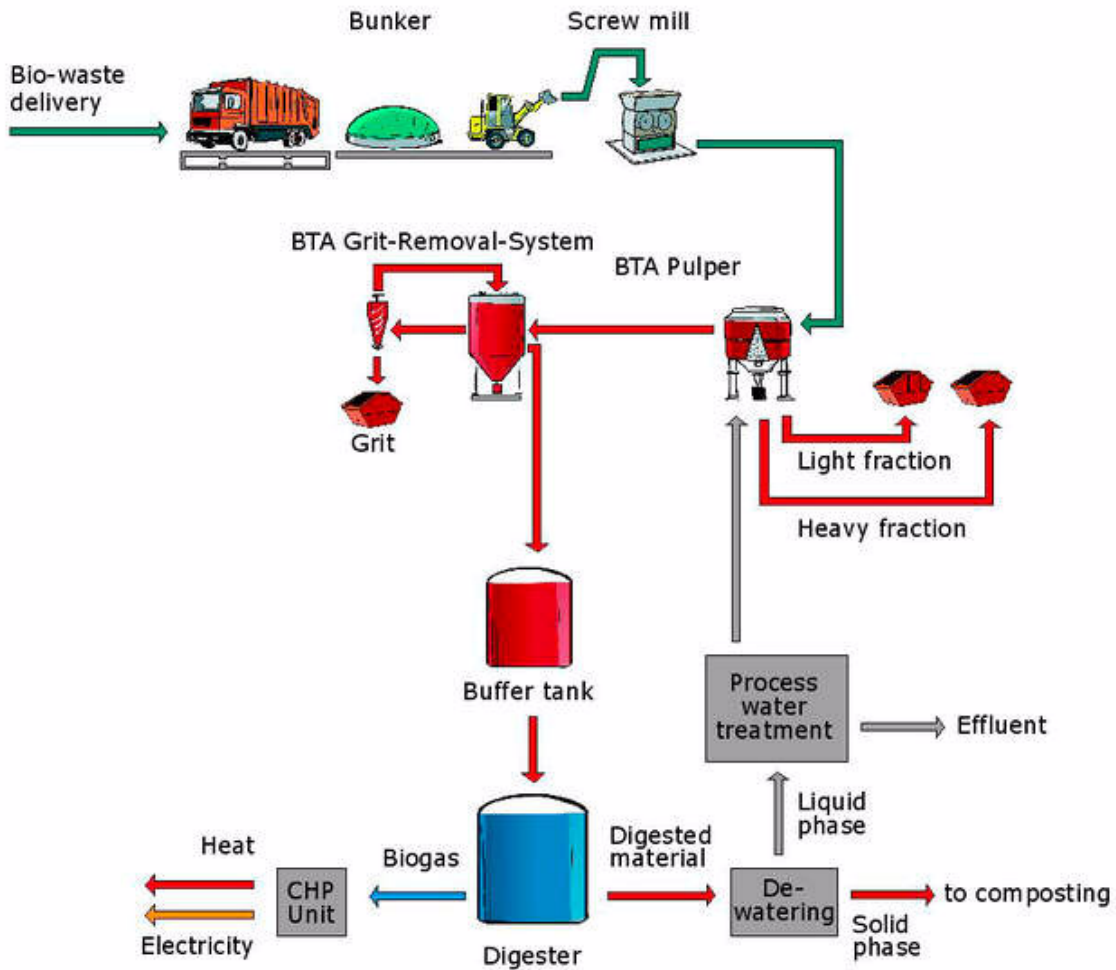 Bunker
Screw mill
Bio-waste
delivery
BTA Grit-Removal-System
BTA Pulper
Grit
Light fraction
Heavy fraction
Buffer tank
Process
water
treatment
Effluent
Liquid
phase
Heat
Biogas
Digested
material
CHP
Unit
De-
watering
to composting
Electricity
Solid
phase
Digester